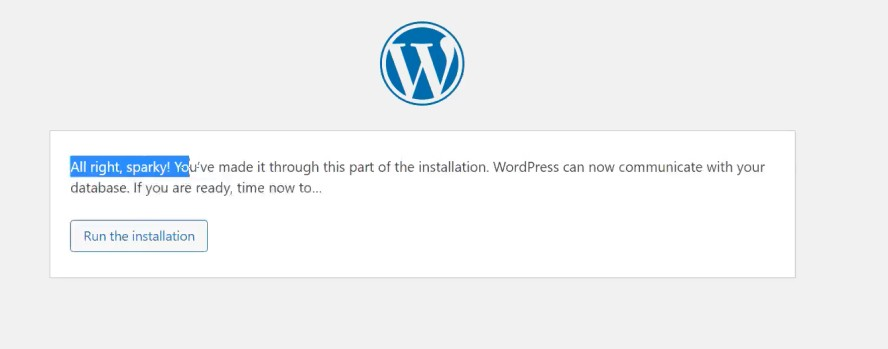 All right, sparky! You've made it through this part of the installation. WordPress can now communicate with your
database. If you are ready, time now to…
Run the installation